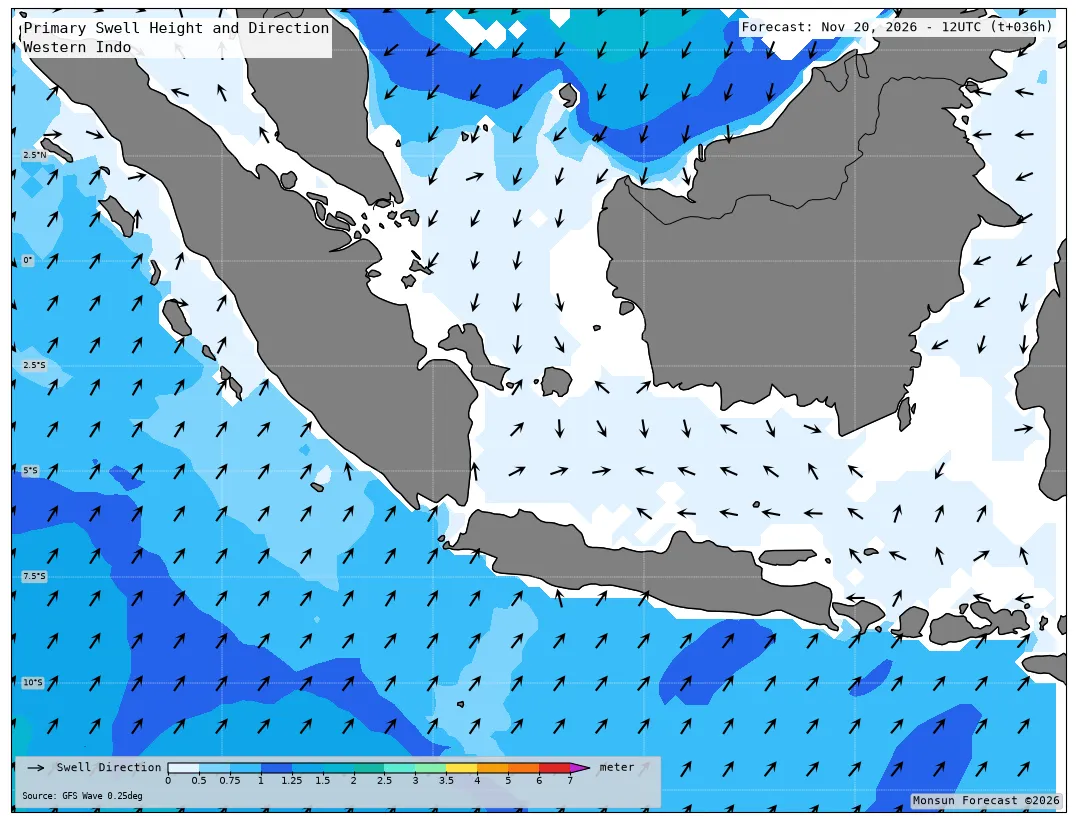 Primary Swell Height and Direction
Western Indo
Forecast: Nov 20, 2026 - 12UTC (t+036h)
2.5°N
0°
2.5°S
5°S
7.5°S
10°S
Swell Direction
meter
0 0.5 0.75 1 1.25 1.5 2 2.5 3 3.5 4 5 6 7
Source: GFS Wave 0.25deg
Monsun Forecast ©2026